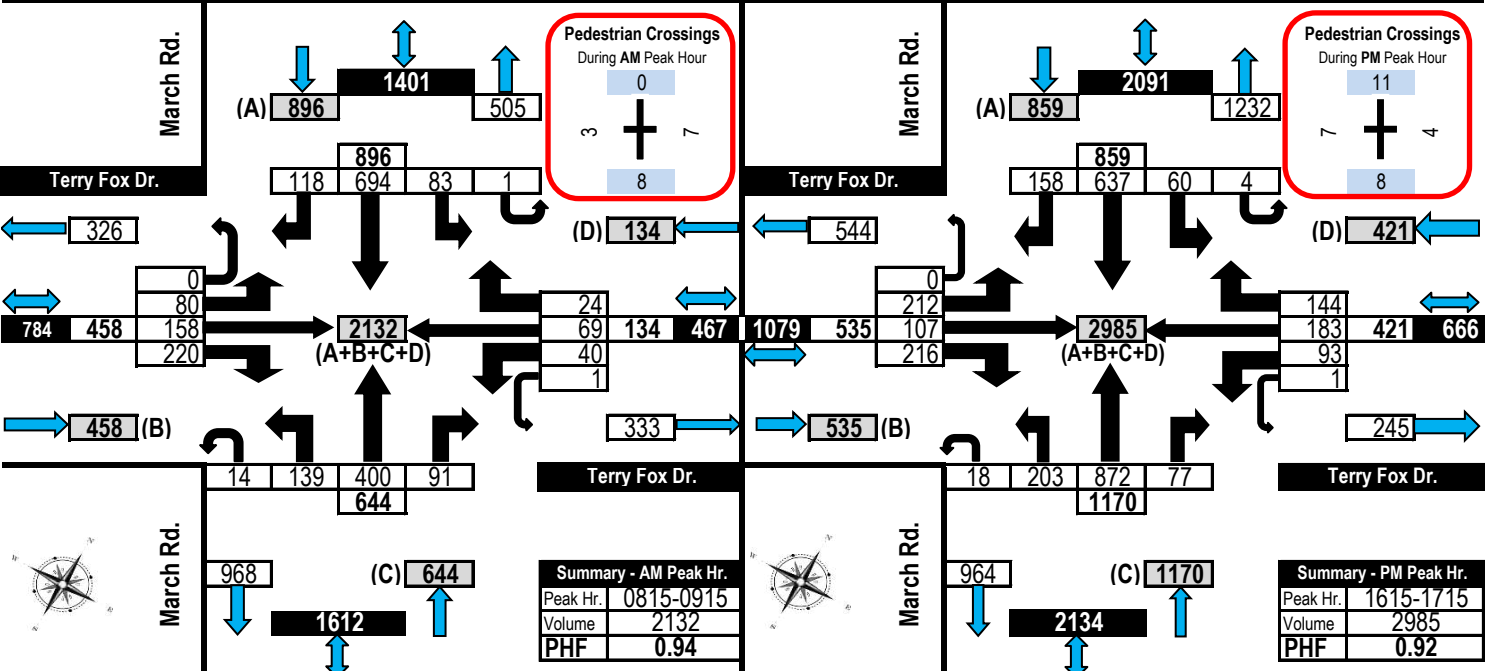 March Rd.
(A) 896
1401
505
Pedestrian Crossings
During AM Peak Hour
0
3
7
8
896
Terry Fox Dr.
118 694 83 1
326
(D) 134
0
80
784 458 158
220
2132
(A+B+C+D)
24
69 134 467
40
1
458 (B)
333
14 139 400 91
644
Terry Fox Dr.
March Rd.
N
E
S
W
968
(C) 644
1612
Summary - AM Peak Hr.
Peak Hr. 0815-0915
Volume 2132
PHF 0.94
March Rd.
(A) 859
2091
1232
Pedestrian Crossings
During PM Peak Hour
11
7
4
8
859
Terry Fox Dr.
158 637 60 4
544
(D) 421
0
212
1079 535 107
216
2985
(A+B+C+D)
144
183 421 666
93
1
535 (B)
245
18 203 872 77
1170
Terry Fox Dr.
March Rd.
N
E
S
W
964
(C) 1170
2134
Summary - PM Peak Hr.
Peak Hr. 1615-1715
Volume 2985
PHF 0.92